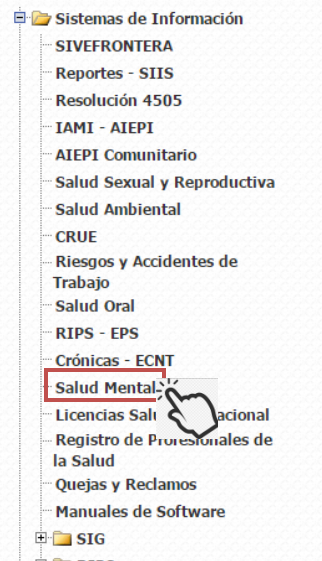 Sistemas de Información
SIVEFRONTERA
Reportes - SIIS
Resolución 4505
IAMI - AIEPI
AIEPI Comunitario
Salud Sexual y Reproductiva
Salud Ambiental
CRUE
Riesgos y Accidentes de
Trabajo
Salud Oral
RIPS - EPS
Crónicas - ECNT
Salud Mental
Licencias
Registro de Profesionales de
la Salud
Quejas y Reclamos
Manuales de Software
SIG